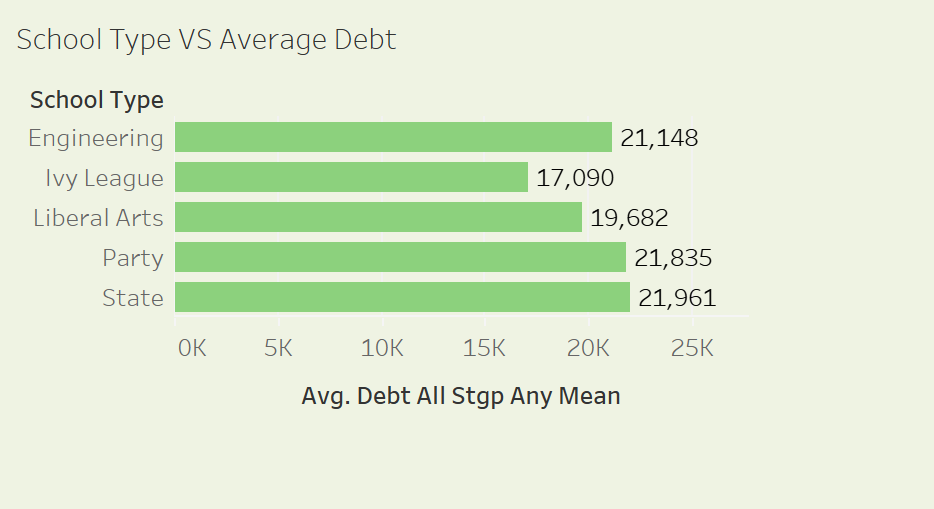 School Type VS Average Debt
School Type
Engineering 21,148
Ivy League 17,090
Liberal Arts 19,682
Party 21,835
State 21,961
0K 5K 10K 15K 20K 25K
Avg. Debt All Stgp Any Mean